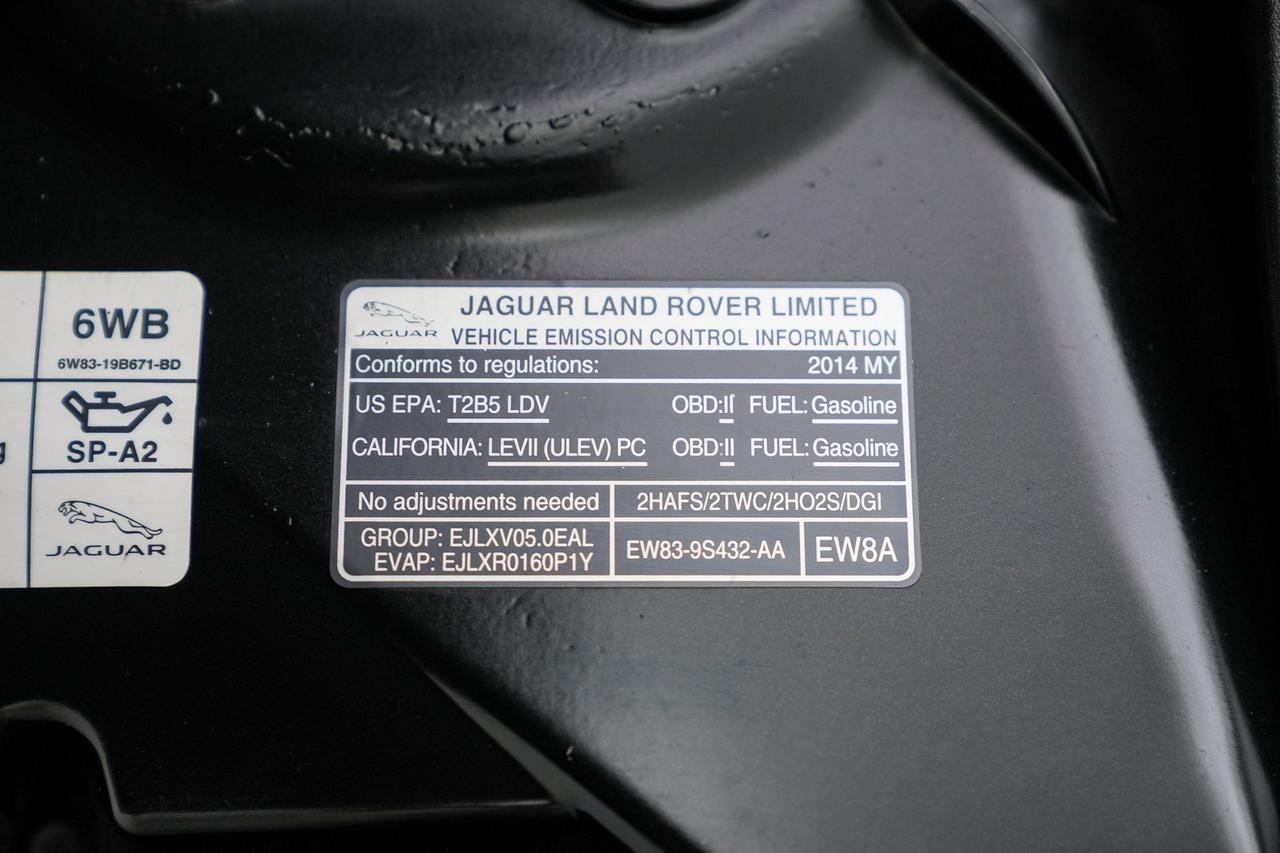 6WB
6W83-19B671-BD
SP-A2
JAGUAR
JAGUAR
JAGUAR LAND ROVER LIMITED
VEHICLE EMISSION CONTROL INFORMATION
Conforms to regulations: 2014 MY
US EPA: T2B5 LDV OBD:II FUEL: Gasoline
CALIFORNIA: LEVII (ULEV) PC OBD:II FUEL: Gasoline
No adjustments needed 2HAFS/2TWC/2HO2S/DGI
GROUP: EJLXV05.0EAL
EVAP: EJLXR0160P1Y
EW83-9S432-AA
EW8A